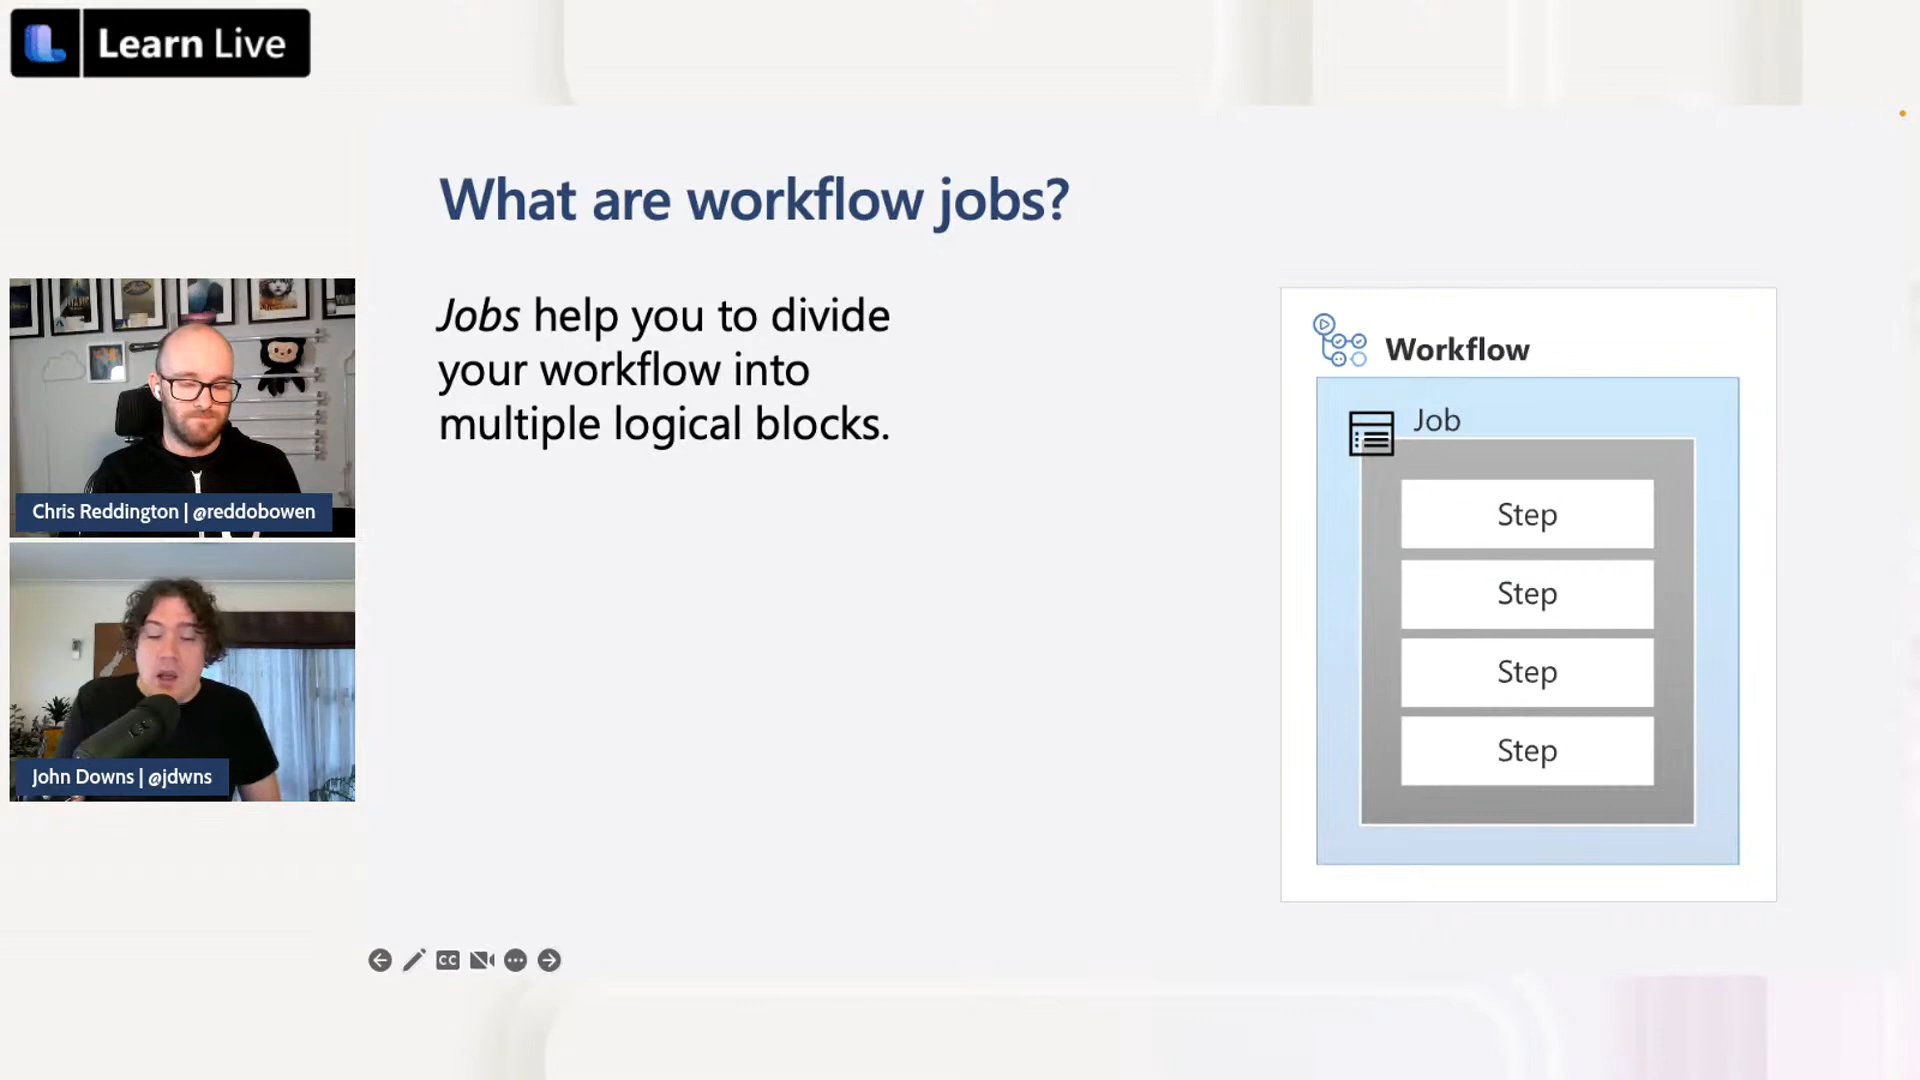 Learn Live
What are workflow jobs?
Jobs help you to divide
your workflow into
multiple logical blocks.
Chris Reddington | @reddobowen
John Downs | @jdwns
Workflow
Job
Step
Step
Step
Step
CC